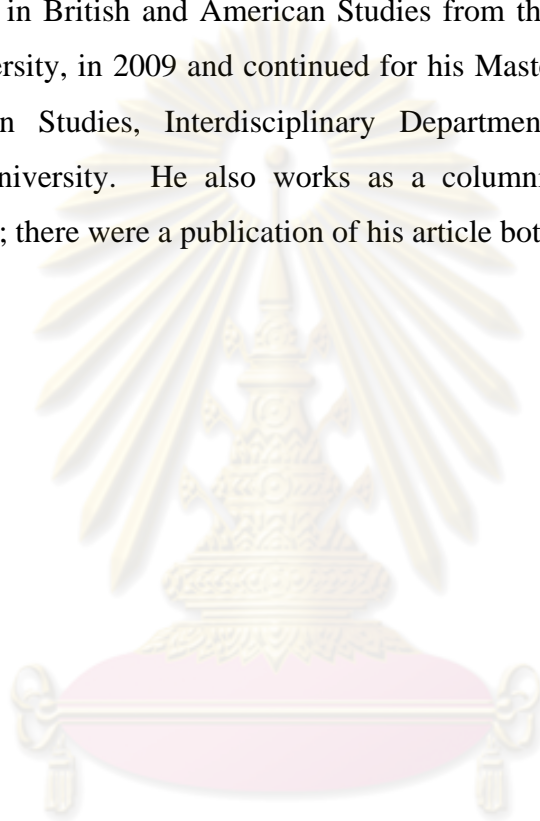 in British and American Studies from th
ersity, in 2009 and continued for his Mast
n Studies, Interdisciplinary Departmen
niversity. He also works as a columni
; there were a publication of his article bot